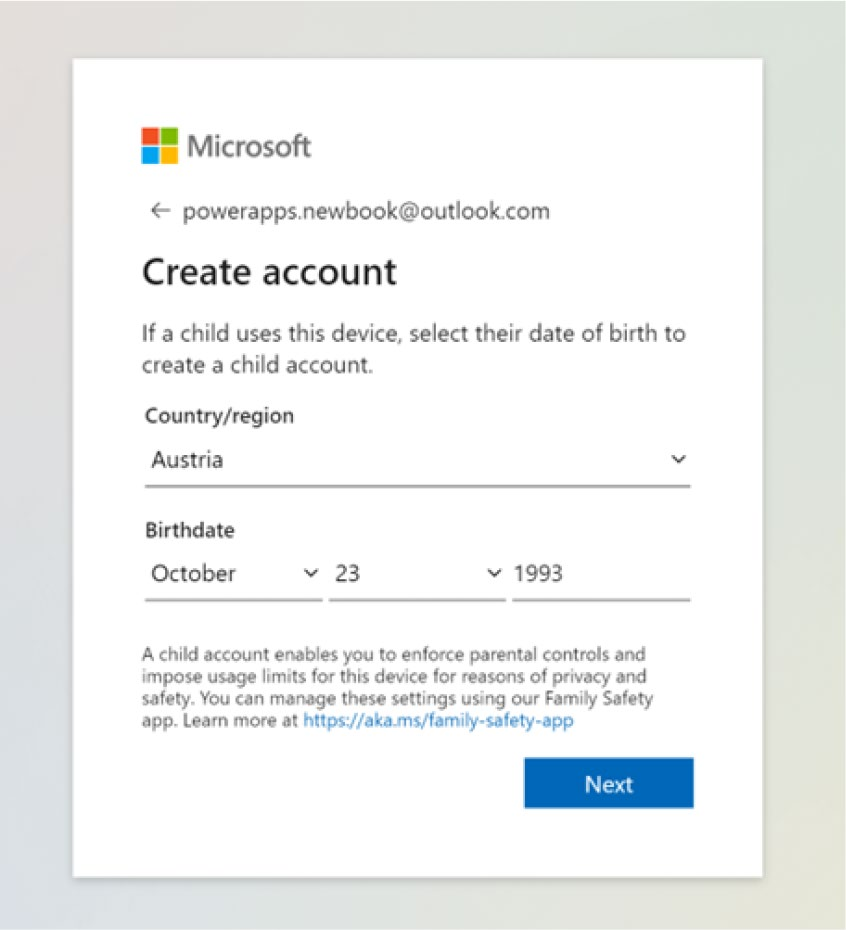 Microsoft
← powerapps.newbook@outlook.com
Create account
If a child uses this device, select their date of birth to
create a child account.
Country/region
Austria
Birthdate
October 23 1993
A child account enables you to enforce parental controls and
impose usage limits for this device for reasons of privacy and
safety. You can manage these settings using our Family Safety
app. Learn more at https://aka.ms/family-safety-app
Next